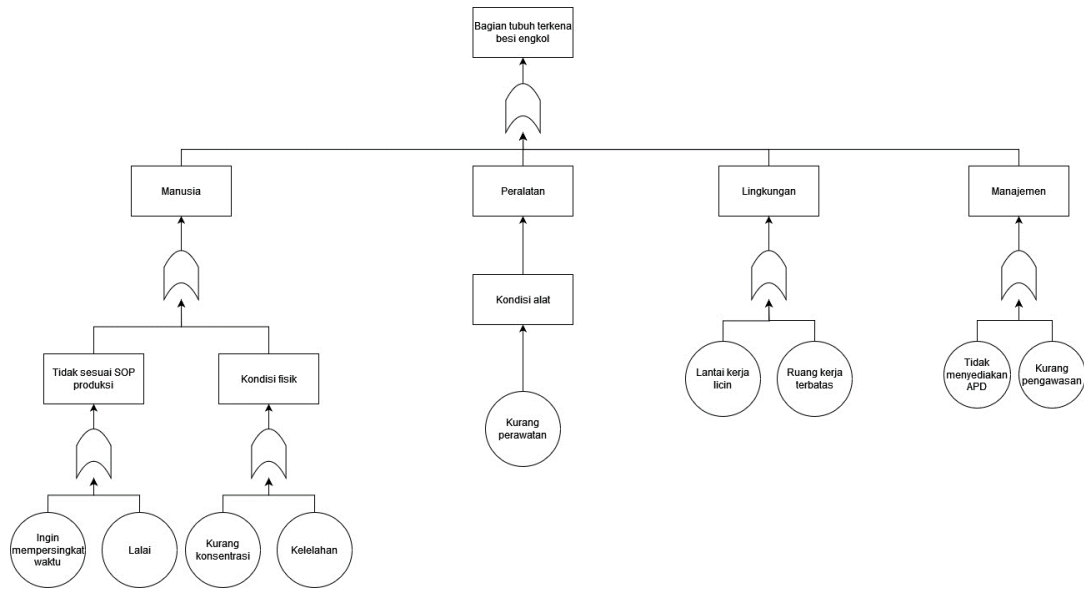 Bagian tubuh terkena
besi engkol
Manusia
Peralatan
Lingkungan
Manajemen
Kondisi alat
Tidak sesuai SOP
produksi
Kondisi fisik
Lantai kerja
licin
Ruang kerja
terbatas
Tidak
menyediakan
APD
Kurang
pengawasan
Kurang
perawatan
Ingin
mempersingkat
waktu
Lalai
Kurang
konsentrasi
Kelelahan